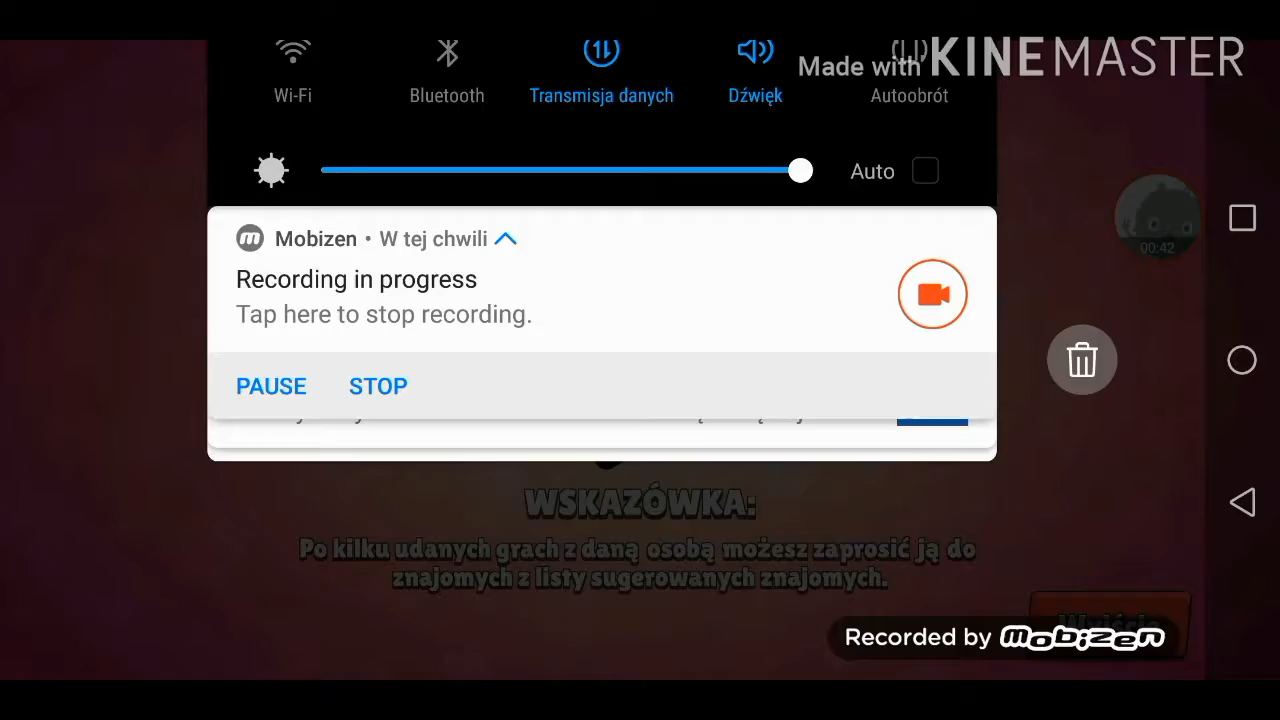 Made with KINEMASTER
Wi-Fi
Bluetooth
Transmisja danych
Dźwięk
Autoobrót
Auto
Mobizen • W tej chwili
00:42
Recording in progress
Tap here to stop recording.
PAUSE
STOP
WSKAZÓWKA:
Po kilku udanych grach z daną osobą możesz zaprosić ją do
znajomych z listy sugerowanych znajomych.
Recorded by mobizen